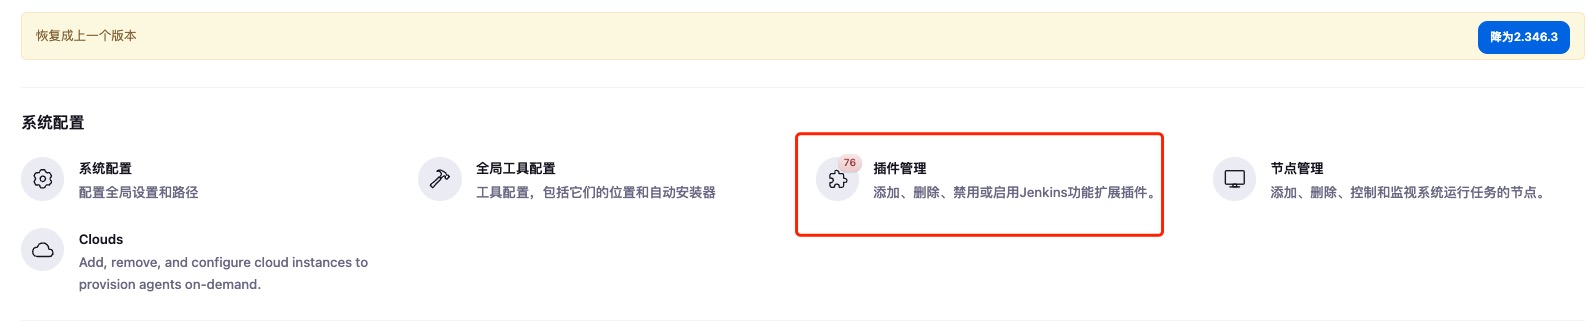 恢复成上一个版本
降为2.346.3
系统配置
系统配置
配置全局设置和路径
全局工具配置
工具配置，包括它们的位置和自动安装器
76
插件管理
添加、删除、禁用或启用Jenkins功能扩展插件。
节点管理
添加、删除、控制和监视系统运行任务的节点。
Clouds
Add, remove, and configure cloud instances to
provision agents on-demand.